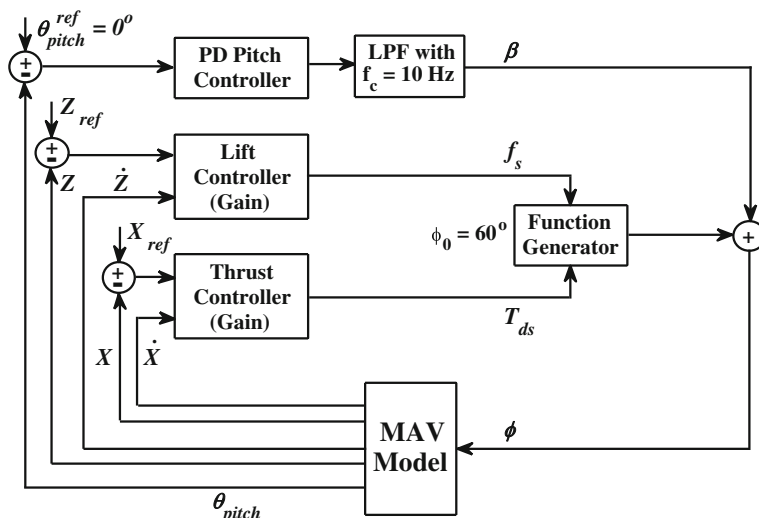 θ_pitch^ref = 0°
PD Pitch
Controller
LPF with
f_c = 10 Hz
β
Z_ref
Z
Ż
Lift
Controller
(Gain)
f_s
ϕ_0 = 60°
Function
Generator
X_ref
Thrust
Controller
(Gain)
T_ds
X
Ẋ
MAV
Model
ϕ
θ_pitch